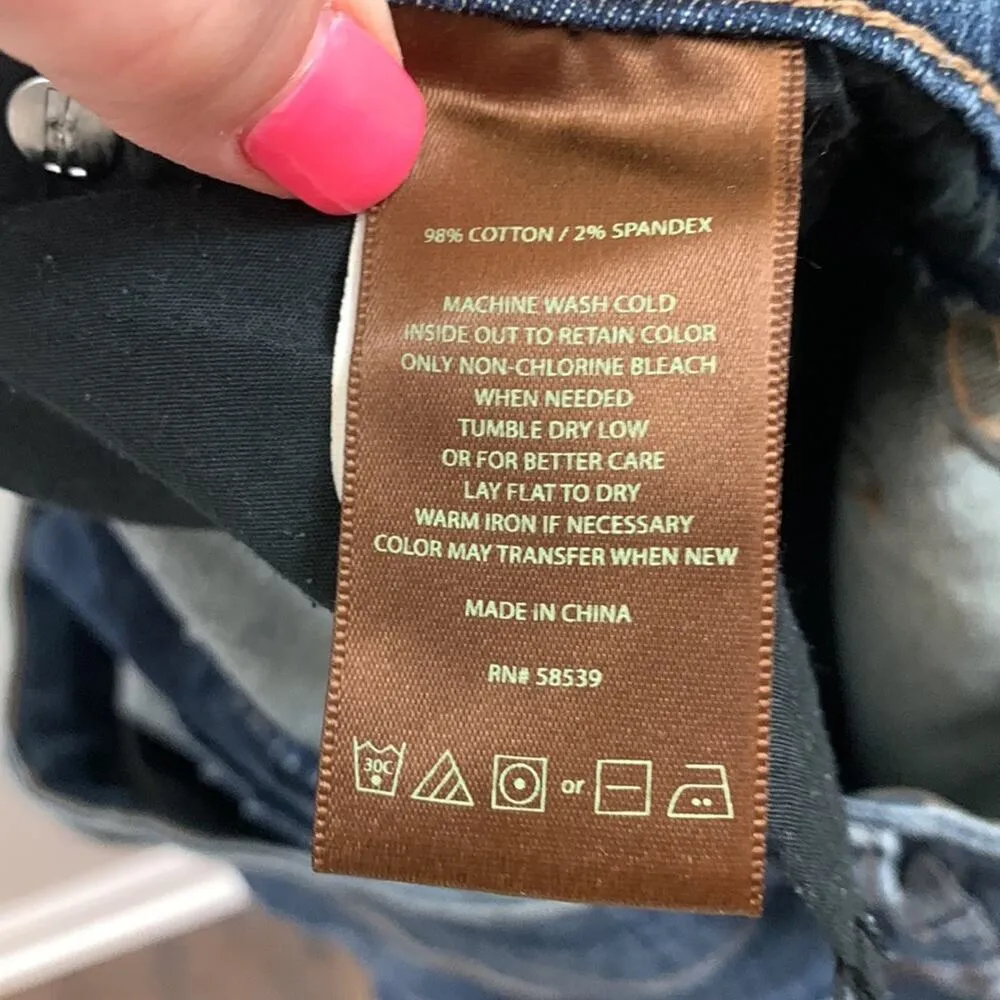 98% COTTON / 2% SPANDEX
MACHINE WASH COLD
INSIDE OUT TO RETAIN COLOR
ONLY NON-CHLORINE BLEACH
WHEN NEEDED
TUMBLE DRY LOW
OR FOR BETTER CARE
LAY FLAT TO DRY
WARM IRON IF NECESSARY
COLOR MAY TRANSFER WHEN NEW
MADE IN CHINA
RN# 58539
30C or